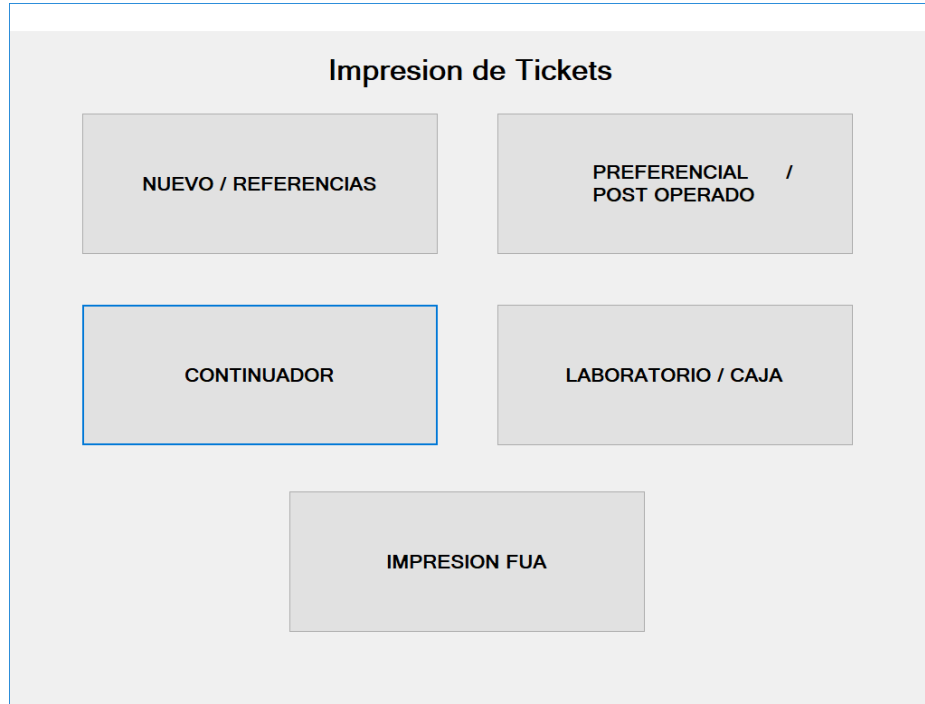 Impresion de Tickets
NUEVO / REFERENCIAS
PREFERENCIAL /
POST OPERADO
CONTINUADOR
LABORATORIO / CAJA
IMPRESION FUA